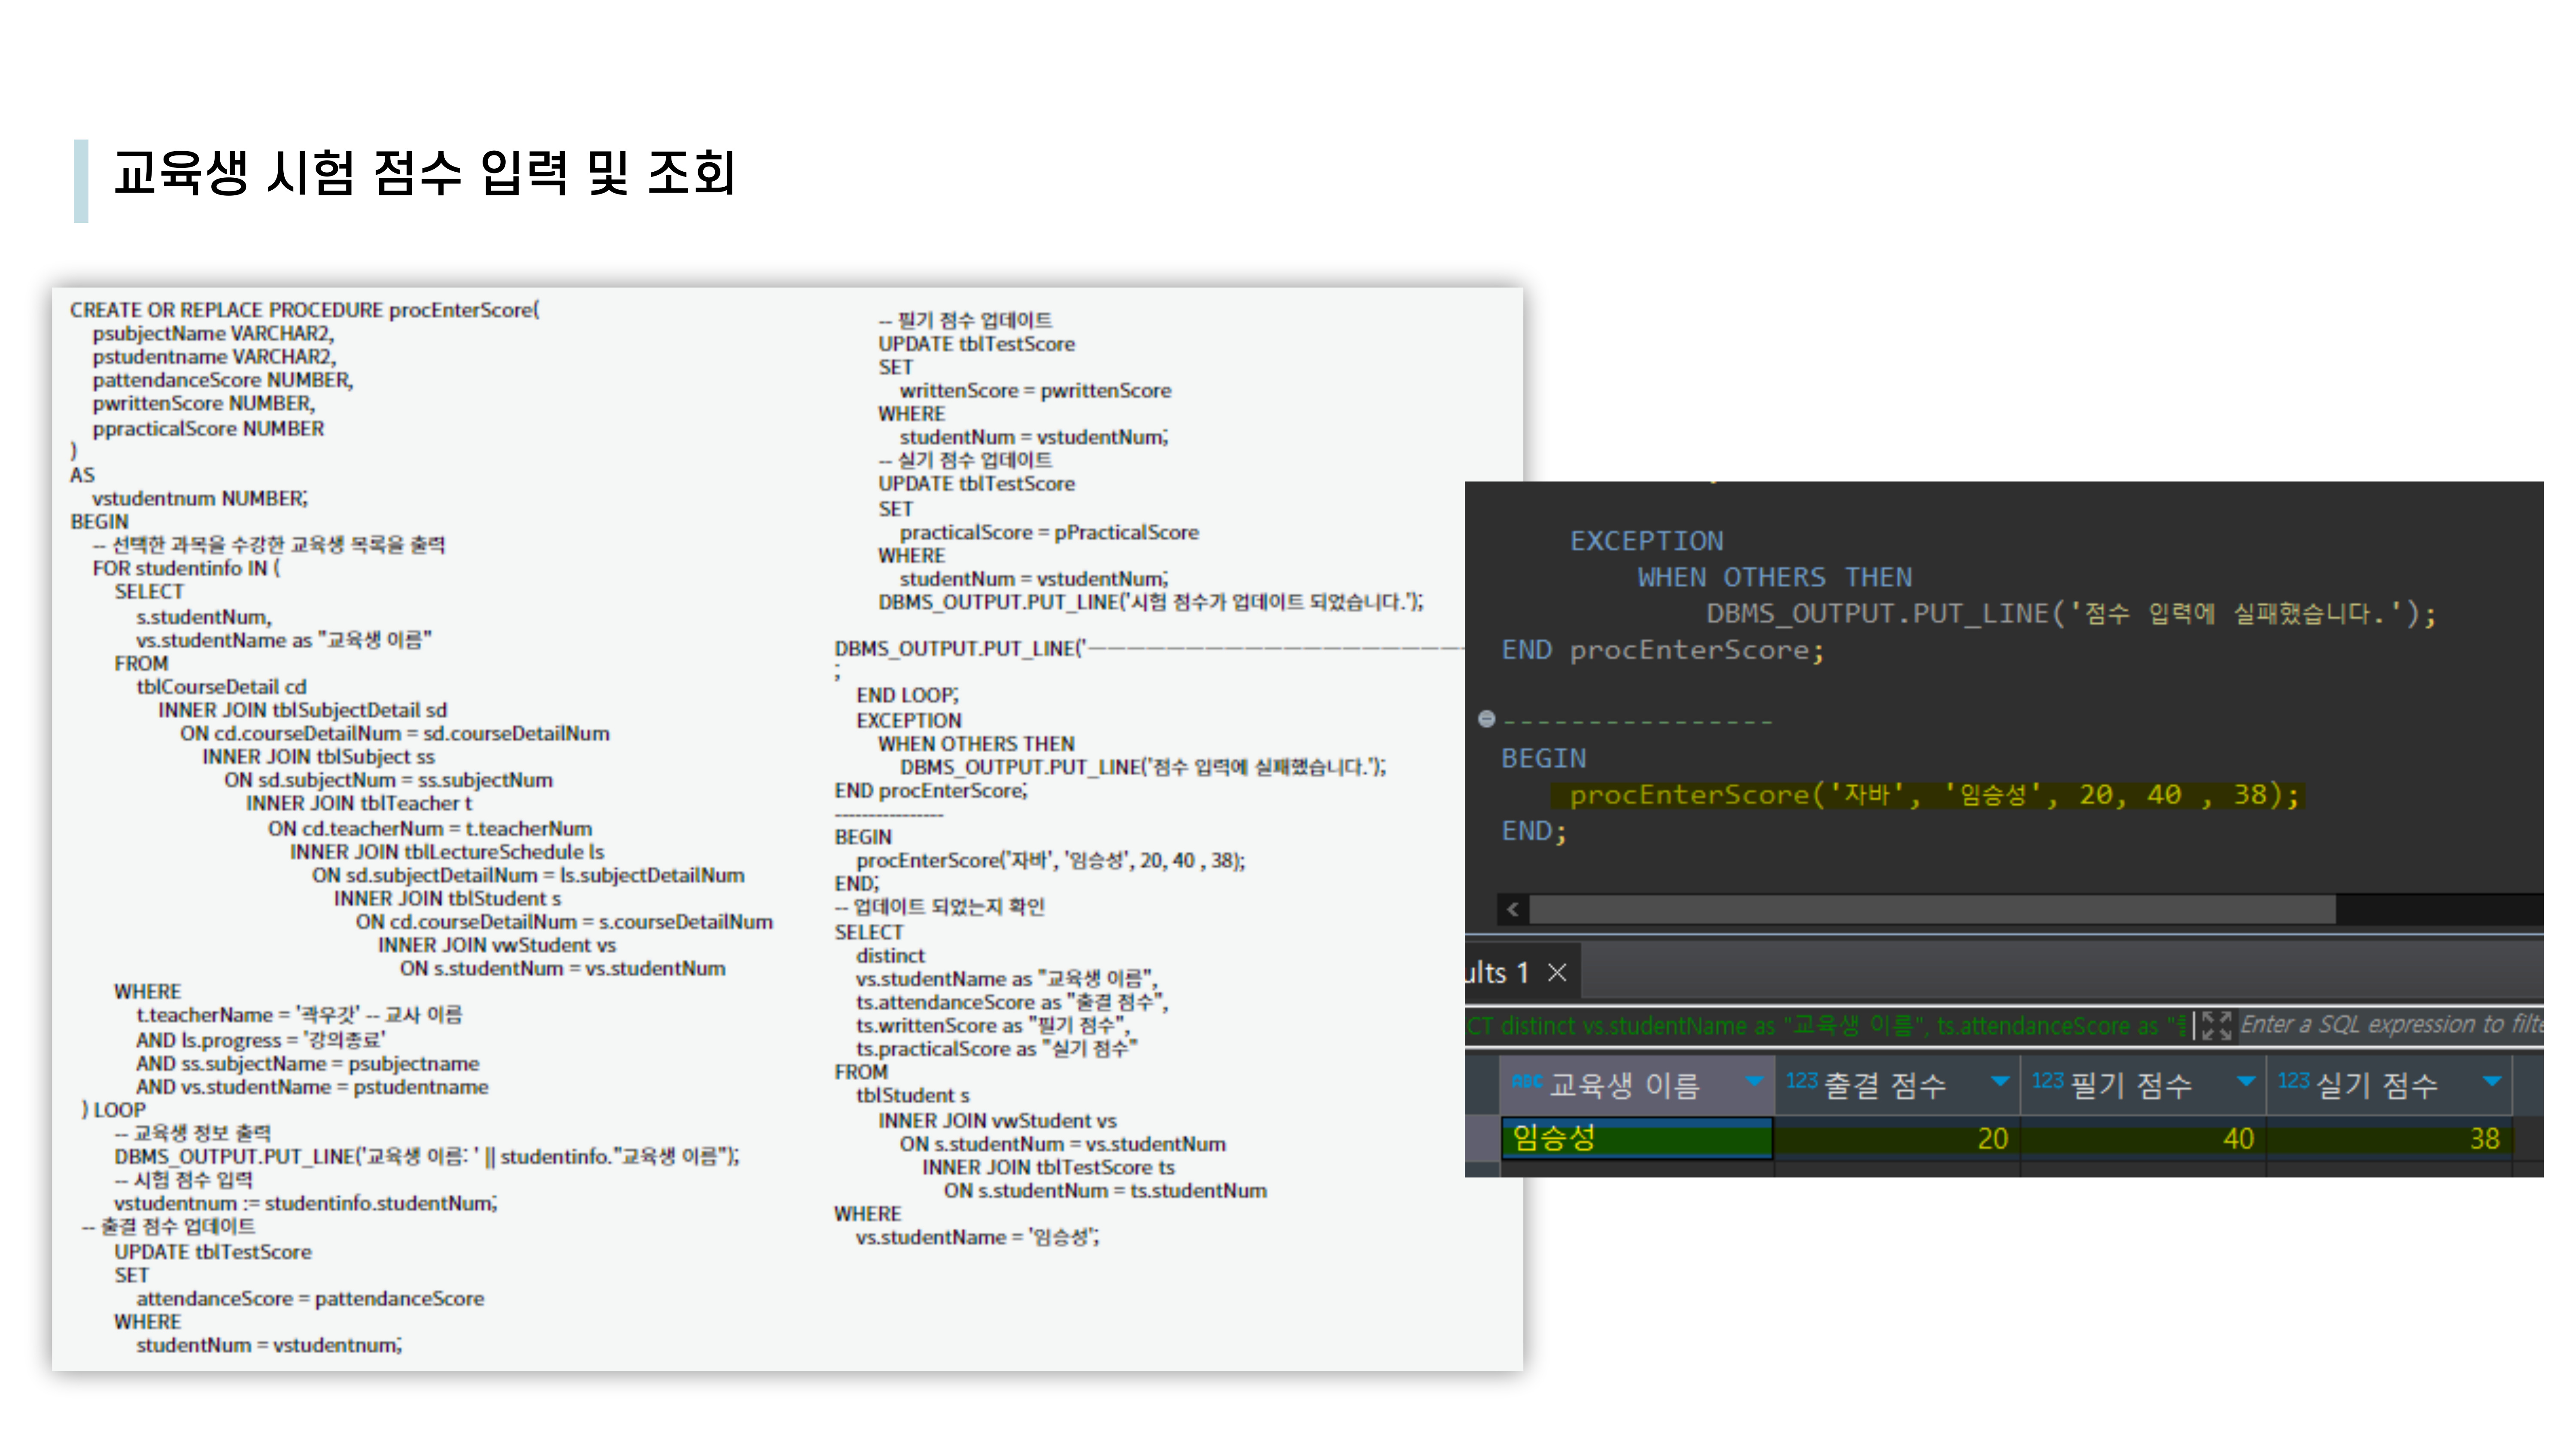 교육생 시험 점수 입력 및 조회
CREATE OR REPLACE PROCEDURE procEnterScore(
psubjectName VARCHAR2,
pstudentname VARCHAR2,
pattendanceScore NUMBER,
pwrittenScore NUMBER,
ppracticalScore NUMBER
)
AS
vstudentnum NUMBER;
BEGIN
-- 선택한 과목을 수강한 교육생 목록을 출력
FOR studentinfo IN (
SELECT
s.studentNum,
vs.studentName as "교육생 이름"
FROM
tblCourseDetail cd
INNER JOIN tblSubjectDetail sd
ON cd.courseDetailNum = sd.courseDetailNum
INNER JOIN tblSubject ss
ON sd.subjectNum = ss.subjectNum
INNER JOIN tblTeacher t
ON cd.teacherNum = t.teacherNum
INNER JOIN tblLectureSchedule ls
ON sd.subjectDetailNum = ls.subjectDetailNum
INNER JOIN tblStudent s
ON cd.courseDetailNum = s.courseDetailNum
INNER JOIN vwStudent vs
ON s.studentNum = vs.studentNum
WHERE
t.teacherName = '곽우갓' -- 교사 이름
AND ls.progress = '강의종료'
AND ss.subjectName = psubjectname
AND vs.studentName = pstudentname
) LOOP
-- 교육생 정보 출력
DBMS_OUTPUT.PUT_LINE('교육생 이름: ' || studentinfo."교육생 이름");
-- 시험 점수 입력
vstudentnum := studentinfo.studentNum;
-- 출결 점수 업데이트
UPDATE tblTestScore
SET
attendanceScore = pattendanceScore
WHERE
studentNum = vstudentnum;
-- 필기 점수 업데이트
UPDATE tblTestScore
SET
writtenScore = pwrittenScore
WHERE
studentNum = vstudentNum;
-- 실기 점수 업데이트
UPDATE tblTestScore
SET
practicalScore = pPracticalScore
WHERE
studentNum = vstudentNum;
DBMS_OUTPUT.PUT_LINE('시험 점수가 업데이트 되었습니다.');
DBMS_OUTPUT.PUT_LINE('──────────────────────
;
END LOOP;
EXCEPTION
WHEN OTHERS THEN
DBMS_OUTPUT.PUT_LINE('점수 입력에 실패했습니다.');
END procEnterScore;
----------------
BEGIN
procEnterScore('자바', '임승성', 20, 40 , 38);
END;
-- 업데이트 되었는지 확인
SELECT
distinct
vs.studentName as "교육생 이름",
ts.attendanceScore as "출결 점수",
ts.writtenScore as "필기 점수",
ts.practicalScore as "실기 점수"
FROM
tblStudent s
INNER JOIN vwStudent vs
ON s.studentNum = vs.studentNum
INNER JOIN tblTestScore ts
ON s.studentNum = ts.studentNum
WHERE
vs.studentName = '임승성';
EXCEPTION
WHEN OTHERS THEN
DBMS_OUTPUT.PUT_LINE('점수 입력에 실패했습니다.');
END procEnterScore;
----------------
BEGIN
procEnterScore('자바', '임승성', 20, 40 , 38);
END;
ults 1
CT distinct vs.studentName as "교육생 이름", ts.attendanceScore as " Enter a SQL expression to filte
ABC 교육생 이름 123 출결 점수 123 필기 점수 123 실기 점수
임승성 20 40 38